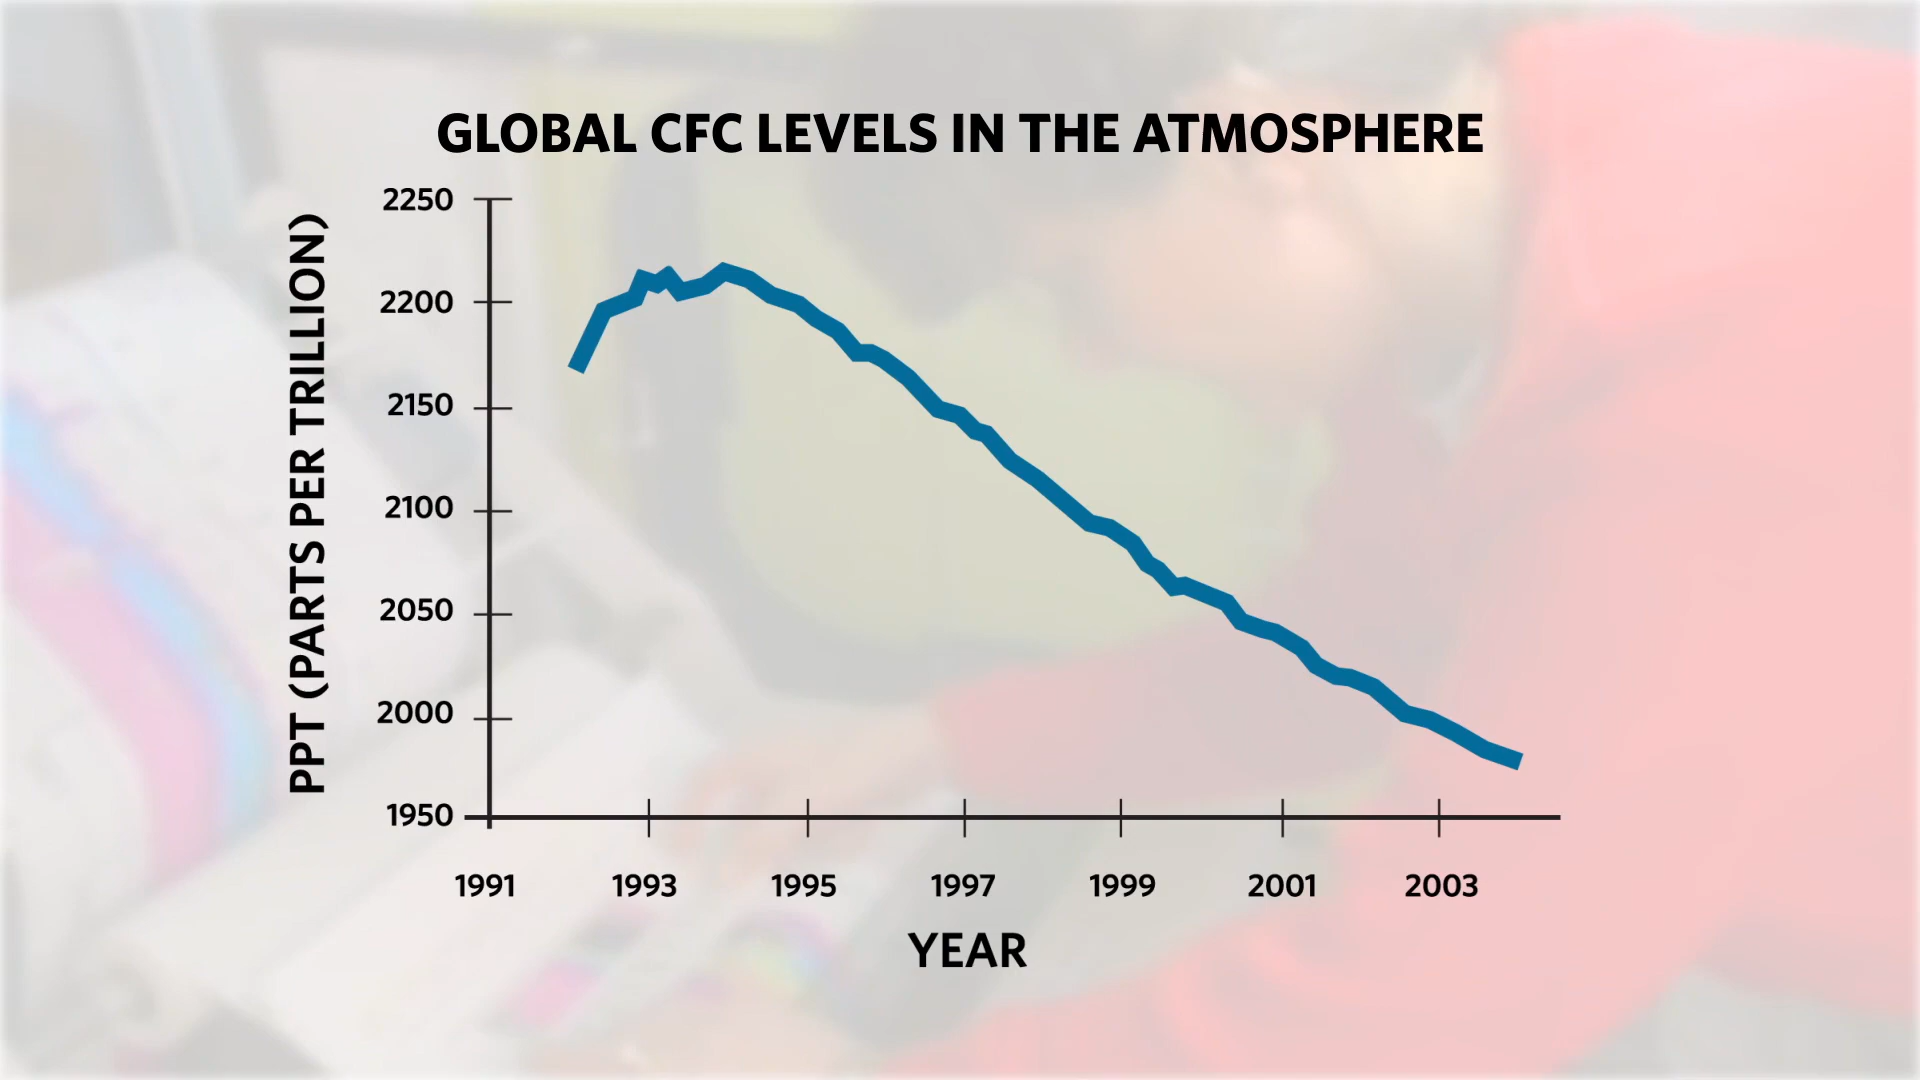 GLOBAL CFC LEVELS IN THE ATMOSPHERE
PPT (PARTS PER TRILLION)
2250
2200
2150
2100
2050
2000
1950
1991 1993 1995 1997 1999 2001 2003
YEAR